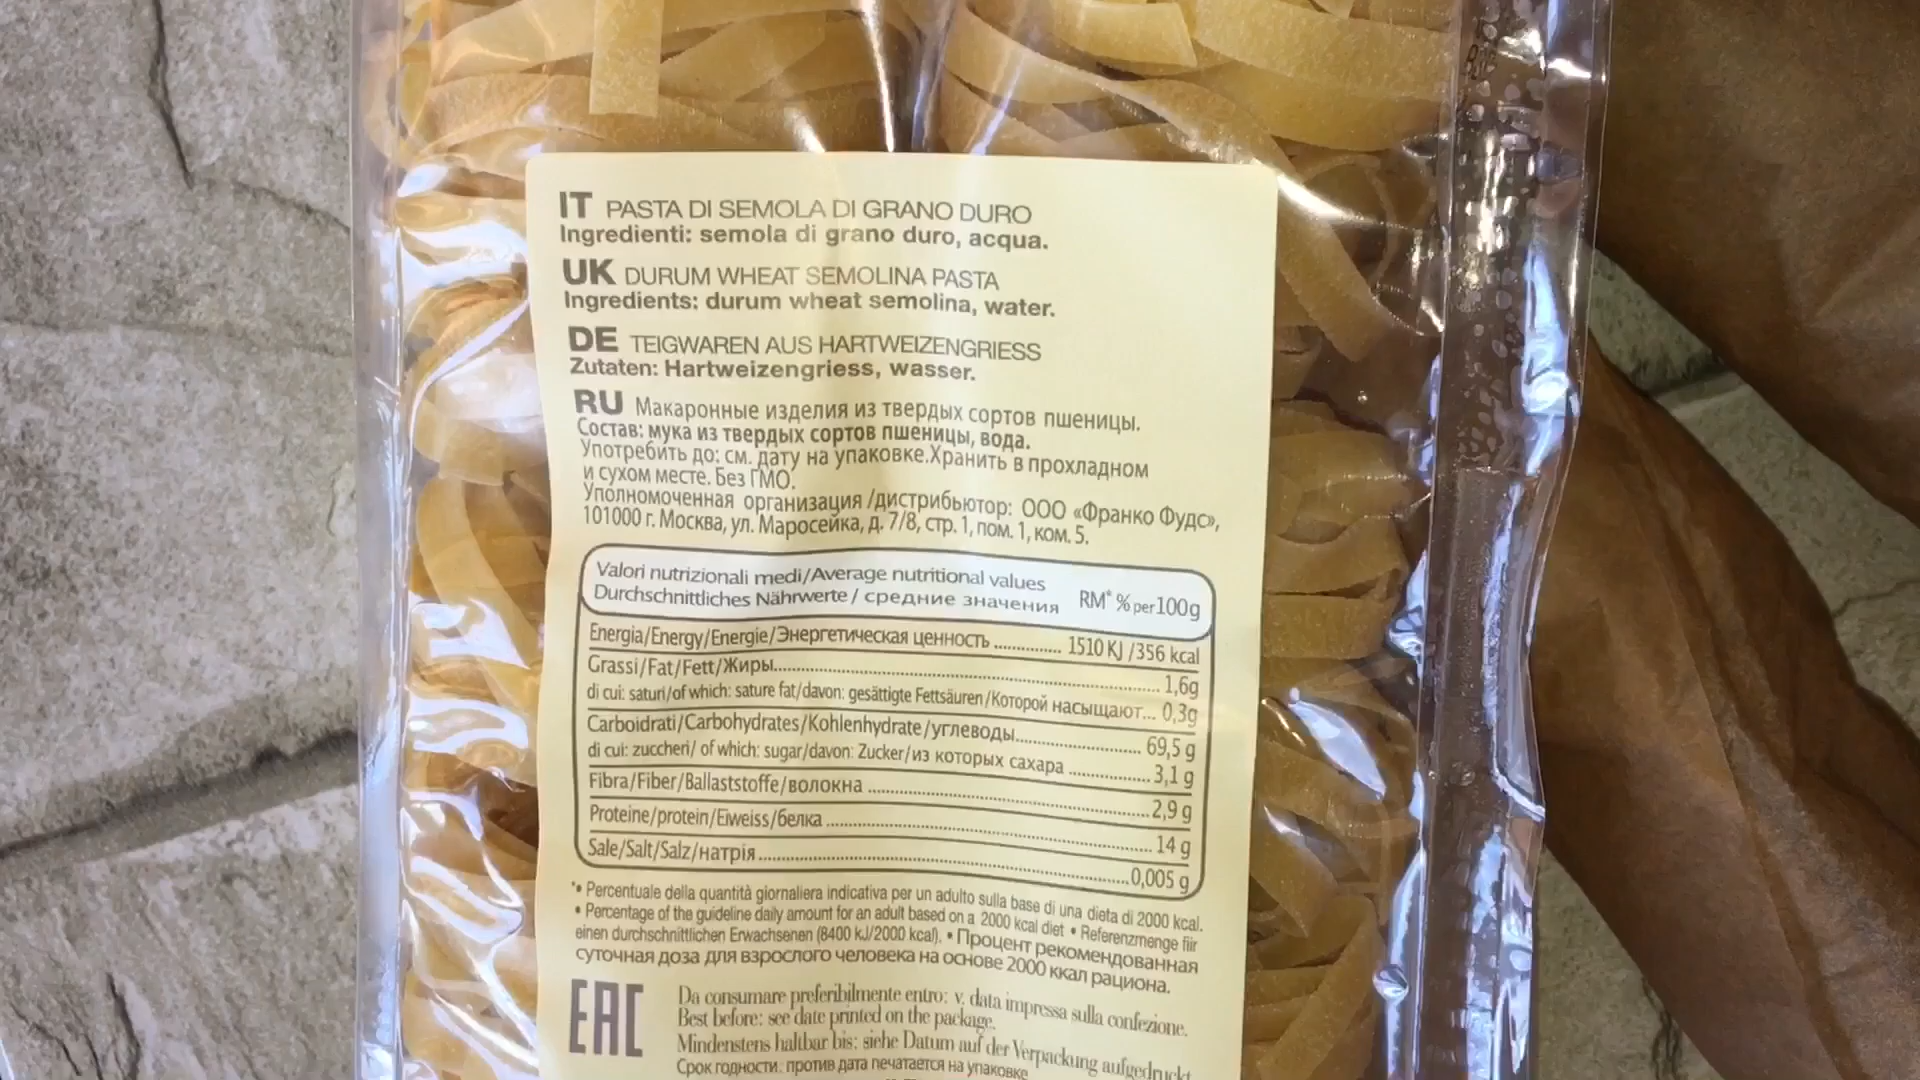 IT PASTA DI SEMOLA DI GRANO DURO
Ingredienti: semola di grano duro, acqua.
UK DURUM WHEAT SEMOLINA PASTA
Ingredients: durum wheat semolina, water.
DE TEIGWAREN AUS HARTWEIZENGRIESS
Zutaten: Hartweizengriess, wasser.
RU Макаронные изделия из твердых сортов пшеницы.
Состав: мука из твердых сортов пшеницы, вода.
Употребить до: см. дату на упаковке.Хранить в прохладном
и сухом месте. Без ГМО.
Уполномоченная организация /дистрибьютор: ООО «Франко Фудс»,
101000 г. Москва, ул. Маросейка, д. 7/8, стр. 1, пом. 1, ком. 5.
Valori nutrizionali medi/Average nutritional values
Durchschnittliches Nährwerte / средние значения RM* % per 100g
Energia/Energy/Energie/Энергетическая ценность .............. 1510 KJ /356 kcal
Grassi/Fat/Fett/Жиры.............. 1,6g
di cui: saturi/of which: sature fat/davon: gesättigte Fettsäuren/Которой насыщают... 0,3g
Carboidrati/Carbohydrates/Kohlenhydrate/углеводы.............. 69,5 g
di cui: zuccheri/ of which: sugar/davon: Zucker/из которых сахара .............. 3,1 g
Fibra/Fiber/Ballaststoffe/волокна .............. 2,9 g
Proteine/protein/Eiweiss/белка .............. 14 g
Sale/Salt/Salz/натрія.............. 0,005 g
*• Percentuale della quantità giornaliera indicativa per un adulto sulla base di una dieta di 2000 kcal.
• Percentage of the guideline daily amount for an adult based on a 2000 kcal diet • Referenzmenge fiir
einen durchschnittlichen Erwachsenen (8400 kJ/2000 kcal). • Процент рекомендованная
суточная доза для взрослого человека на основе 2000 ккал рациона.
EAC
Da consumare preferibilmente entro: v. data impressa sulla confezione.
Best before: see date printed on the package.
Mindenstens haltbar bis: siehe Datum auf der Verpackung aufgedruckt
Срок годности: против дата печатается на упаковке